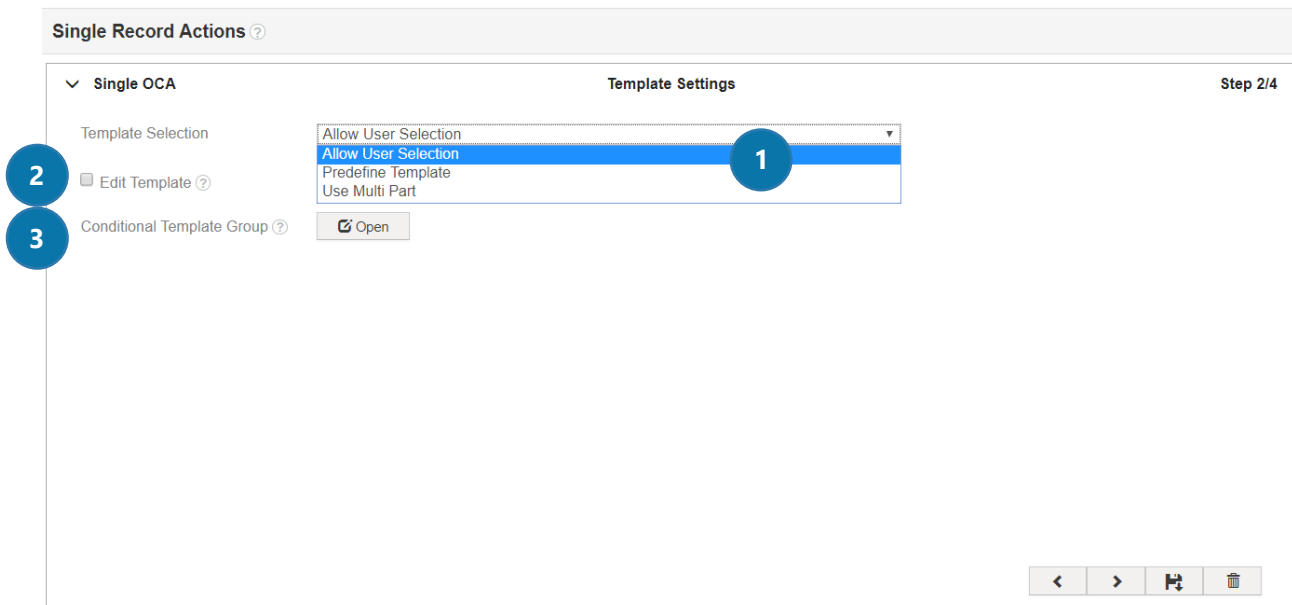 Single Record Actions ?
Single OCA Template Settings Step 2/4
Template Selection Allow User Selection
1
Allow User Selection
Predefine Template
Use Multi Part
2 Edit Template ?
3 Conditional Template Group ? Open